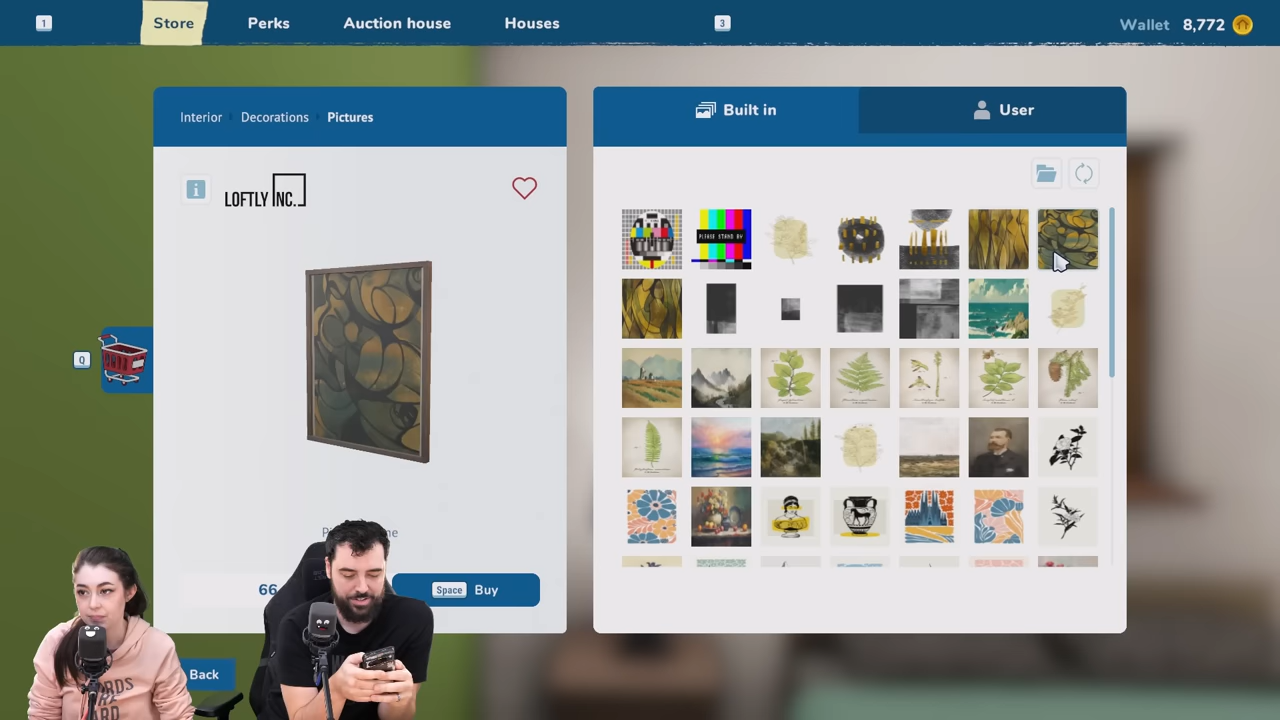 1
Store
Perks
Auction house
Houses
3
Wallet 8,772
Interior Decorations Pictures
LOFTLY INC.
Built in
User
PLEASE STAND BY
Q
66
Space Buy
Back